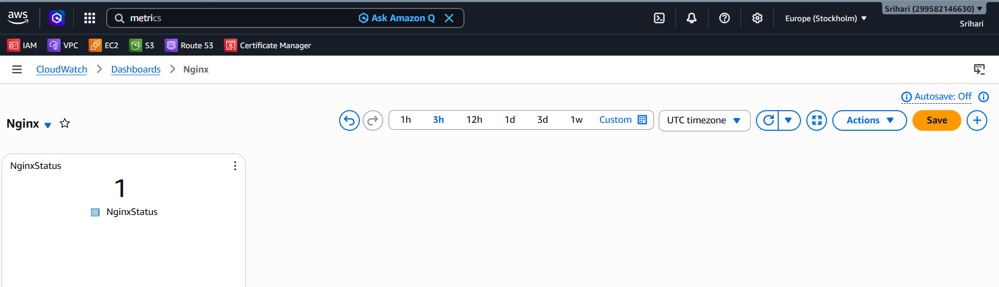 aws
metrics
Ask Amazon Q
Europe (Stockholm)
Srihari (299582146630)
Srihari
IAM
VPC
EC2
S3
Route 53
Certificate Manager
CloudWatch
Dashboards
Nginx
Autosave: Off
Nginx
1h
3h
12h
1d
3d
1w
Custom
UTC timezone
Actions
Save
NginxStatus
1
NginxStatus